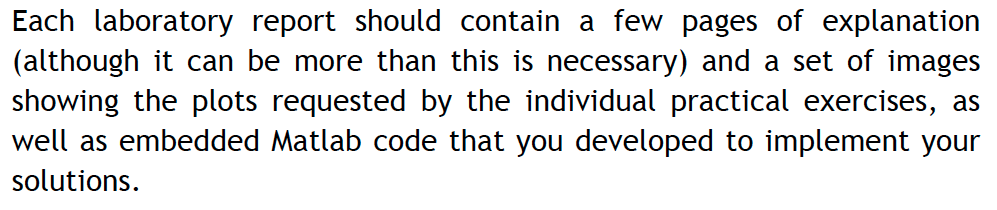 Each laboratory report should contain a few pages of explanation
(although it can be more than this is necessary) and a set of images
showing the plots requested by the individual practical exercises, as
well as embedded Matlab code that you developed to implement your
solutions.